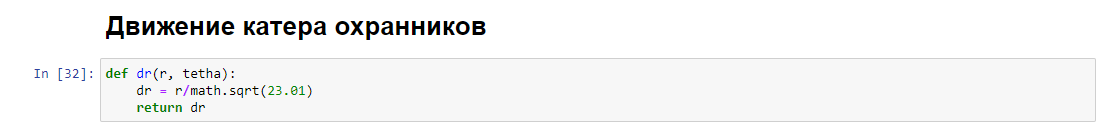 Движение катера охранников
In [32]: def dr(r, tetha):
    dr = r/math.sqrt(23.01)
    return dr